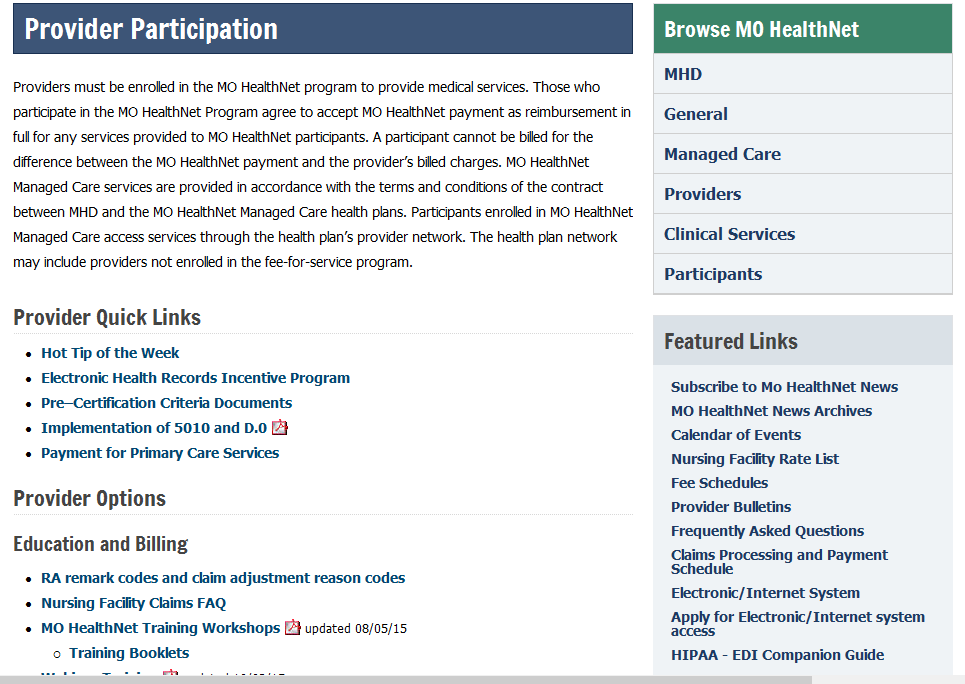 Provider Participation
Providers must be enrolled in the MO HealthNet program to provide medical services. Those who
participate in the MO HealthNet Program agree to accept MO HealthNet payment as reimbursement in
full for any services provided to MO HealthNet participants. A participant cannot be billed for the
difference between the MO HealthNet payment and the provider’s billed charges. MO HealthNet
Managed Care services are provided in accordance with the terms and conditions of the contract
between MHD and the MO HealthNet Managed Care health plans. Participants enrolled in MO HealthNet
Managed Care access services through the health plan’s provider network. The health plan network
may include providers not enrolled in the fee-for-service program.
Provider Quick Links
Hot Tip of the Week
Electronic Health Records Incentive Program
Pre–Certification Criteria Documents
Implementation of 5010 and D.0
Payment for Primary Care Services
Provider Options
Education and Billing
RA remark codes and claim adjustment reason codes
Nursing Facility Claims FAQ
MO HealthNet Training Workshops updated 08/05/15
Training Booklets
Browse MO HealthNet
MHD
General
Managed Care
Providers
Clinical Services
Participants
Featured Links
Subscribe to Mo HealthNet News
MO HealthNet News Archives
Calendar of Events
Nursing Facility Rate List
Fee Schedules
Provider Bulletins
Frequently Asked Questions
Claims Processing and Payment
Schedule
Electronic/Internet System
Apply for Electronic/Internet system
access
HIPAA - EDI Companion Guide